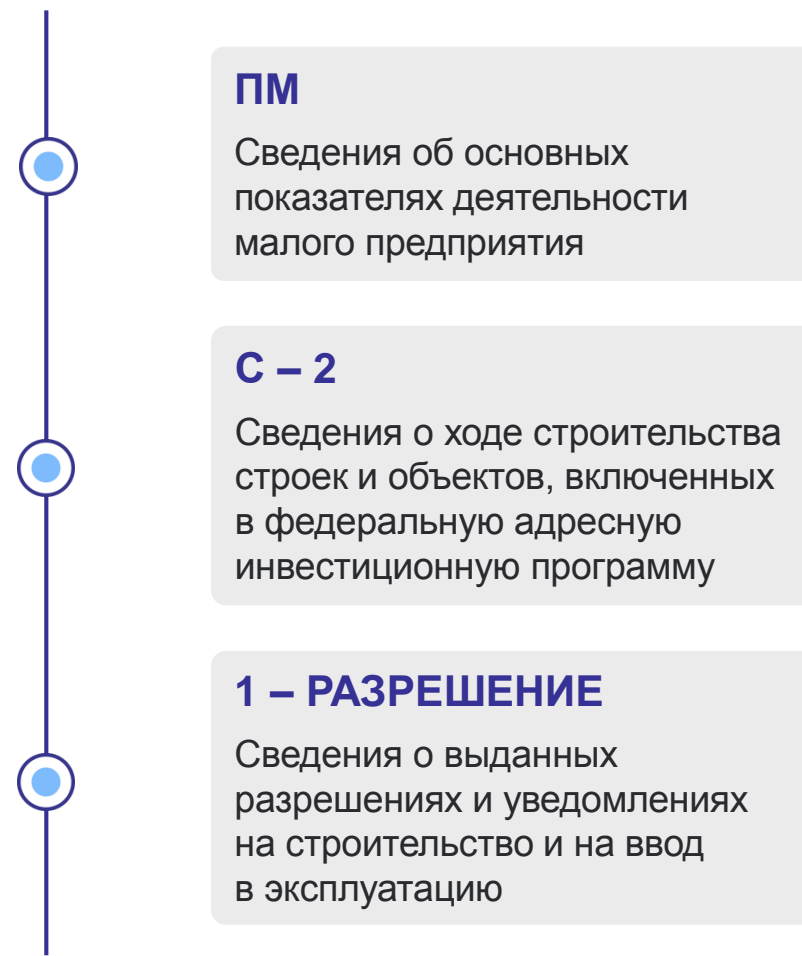 ПМ
Сведения об основных
показателях деятельности
малого предприятия
С – 2
Сведения о ходе строительства
строек и объектов, включенных
в федеральную адресную
инвестиционную программу
1 – РАЗРЕШЕНИЕ
Сведения о выданных
разрешениях и уведомлениях
на строительство и на ввод
в эксплуатацию